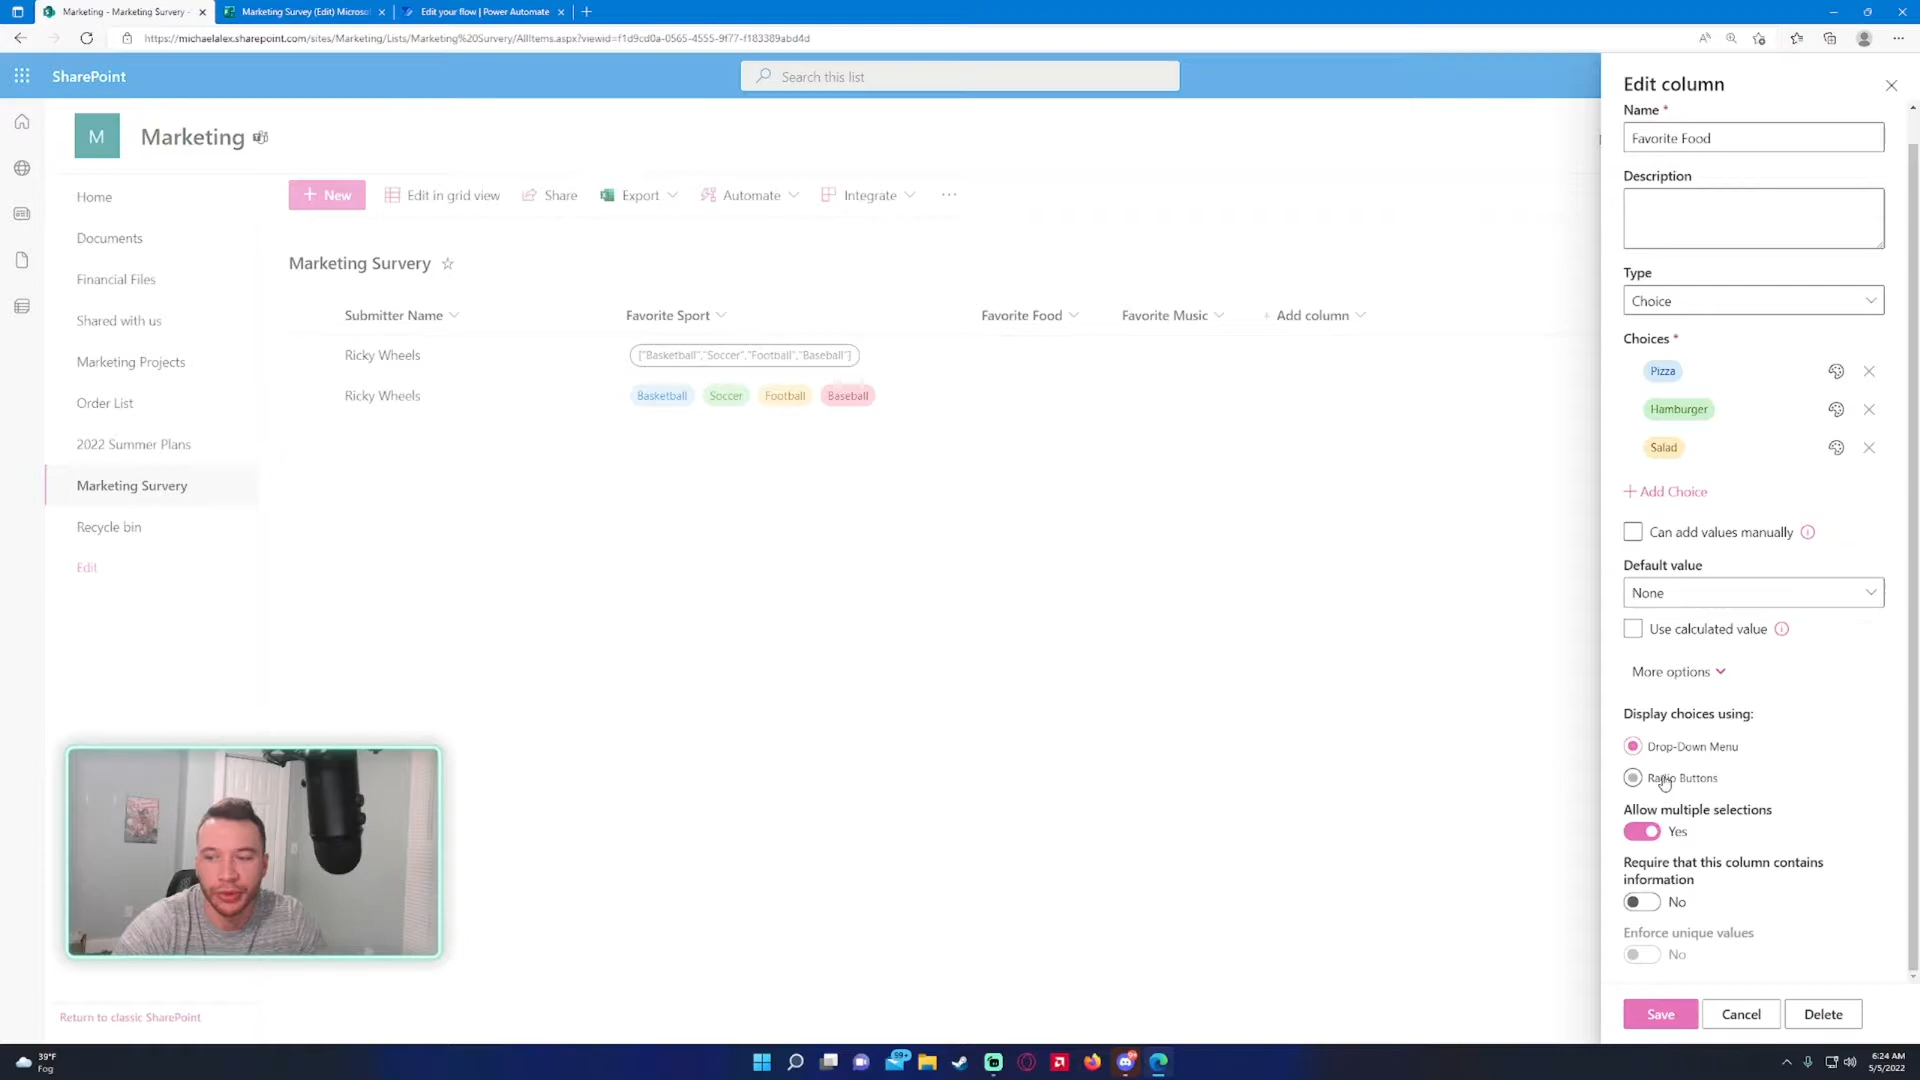 Marketing - Marketing Survery -
Marketing Survey (Edit) Microso
Edit your flow | Power Automate
https://michaelalex.sharepoint.com/sites/Marketing/Lists/Marketing%20Survery/AllItems.aspx?viewid=f1d9cd0a-0565-4555-9f77-f183389abd4d
SharePoint
Search this list
M
Marketing
Home
Documents
Financial Files
Shared with us
Marketing Projects
Order List
2022 Summer Plans
Marketing Survery
Recycle bin
Edit
Return to classic SharePoint
New
Edit in grid view
Share
Export
Automate
Integrate
Marketing Survery
Submitter Name
Favorite Sport
Favorite Food
Favorite Music
+ Add column
Ricky Wheels
["Basketball","Soccer","Football","Baseball"]
Ricky Wheels
Basketball
Soccer
Football
Baseball
Edit column
Name *
Favorite Food
Description
Type
Choice
Choices *
Pizza
Hamburger
Salad
+ Add Choice
Can add values manually
Default value
None
Use calculated value
More options
Display choices using:
Drop-Down Menu
Radio Buttons
Allow multiple selections
Yes
Require that this column contains
information
No
Enforce unique values
No
Save
Cancel
Delete
39°F
Fog
99+
6:24 AM
5/5/2022